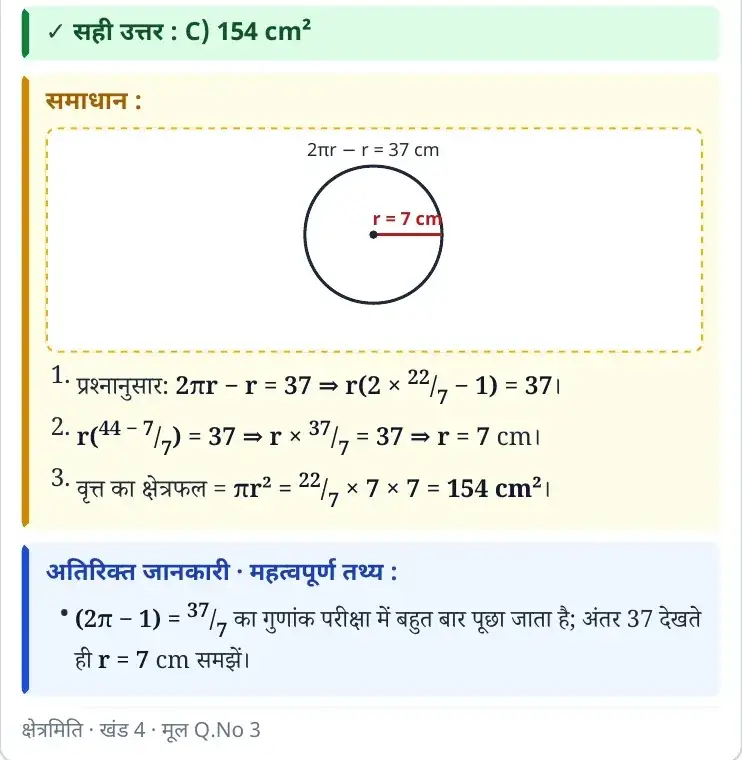 ✓ सही उत्तर : C) 154 cm²
समाधान :
2πr − r = 37 cm
r = 7 cm
1. प्रश्नानुसार: 2πr − r = 37 ⇒ r(2 × ²²/₇ − 1) = 37।
2. r(⁴⁴ ⁻ ⁷/₇) = 37 ⇒ r × ³⁷/₇ = 37 ⇒ r = 7 cm।
3. वृत्त का क्षेत्रफल = πr² = ²²/₇ × 7 × 7 = 154 cm²।
अतिरिक्त जानकारी · महत्वपूर्ण तथ्य :
• (2π − 1) = ³⁷/₇ का गुणांक परीक्षा में बहुत बार पूछा जाता है; अंतर 37 देखते
ही r = 7 cm समझें।
क्षेत्रमिति · खंड 4 · मूल Q.No 3